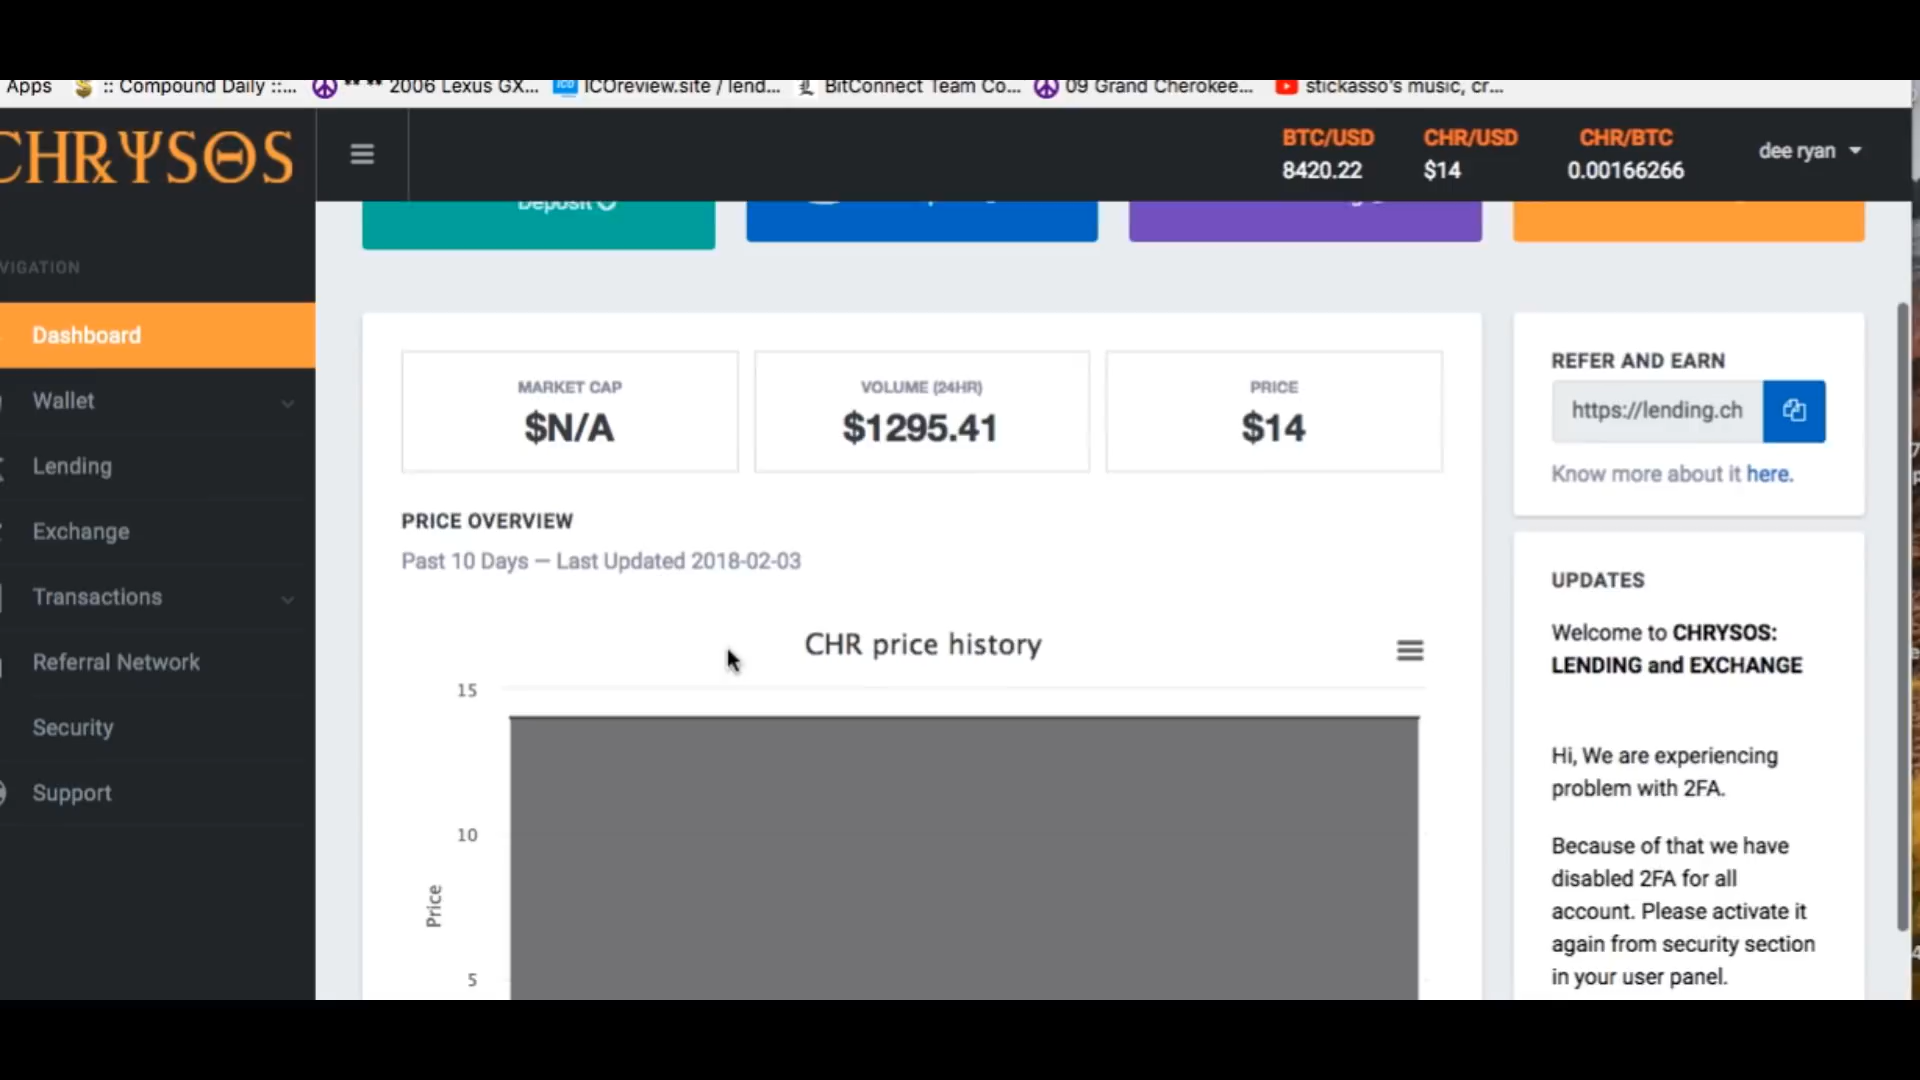 Apps :: Compound Daily ::... 2006 Lexus GX... ICOreview.site / lend... BitConnect Team Co... 09 Grand Cherokee... stickasso's music, cr...
CHRYSOS
BTC/USD CHR/USD CHR/BTC
8420.22 $14 0.00166266
dee ryan
Deposit
VIGATION
Dashboard
Wallet
Lending
Exchange
Transactions
Referral Network
Security
Support
MARKET CAP
$N/A
VOLUME (24HR)
$1295.41
PRICE
$14
PRICE OVERVIEW
Past 10 Days — Last Updated 2018-02-03
CHR price history
15
10
5
Price
REFER AND EARN
https://lending.ch
Know more about it here.
UPDATES
Welcome to CHRYSOS:
LENDING and EXCHANGE
Hi, We are experiencing
problem with 2FA.
Because of that we have
disabled 2FA for all
account. Please activate it
again from security section
in your user panel.